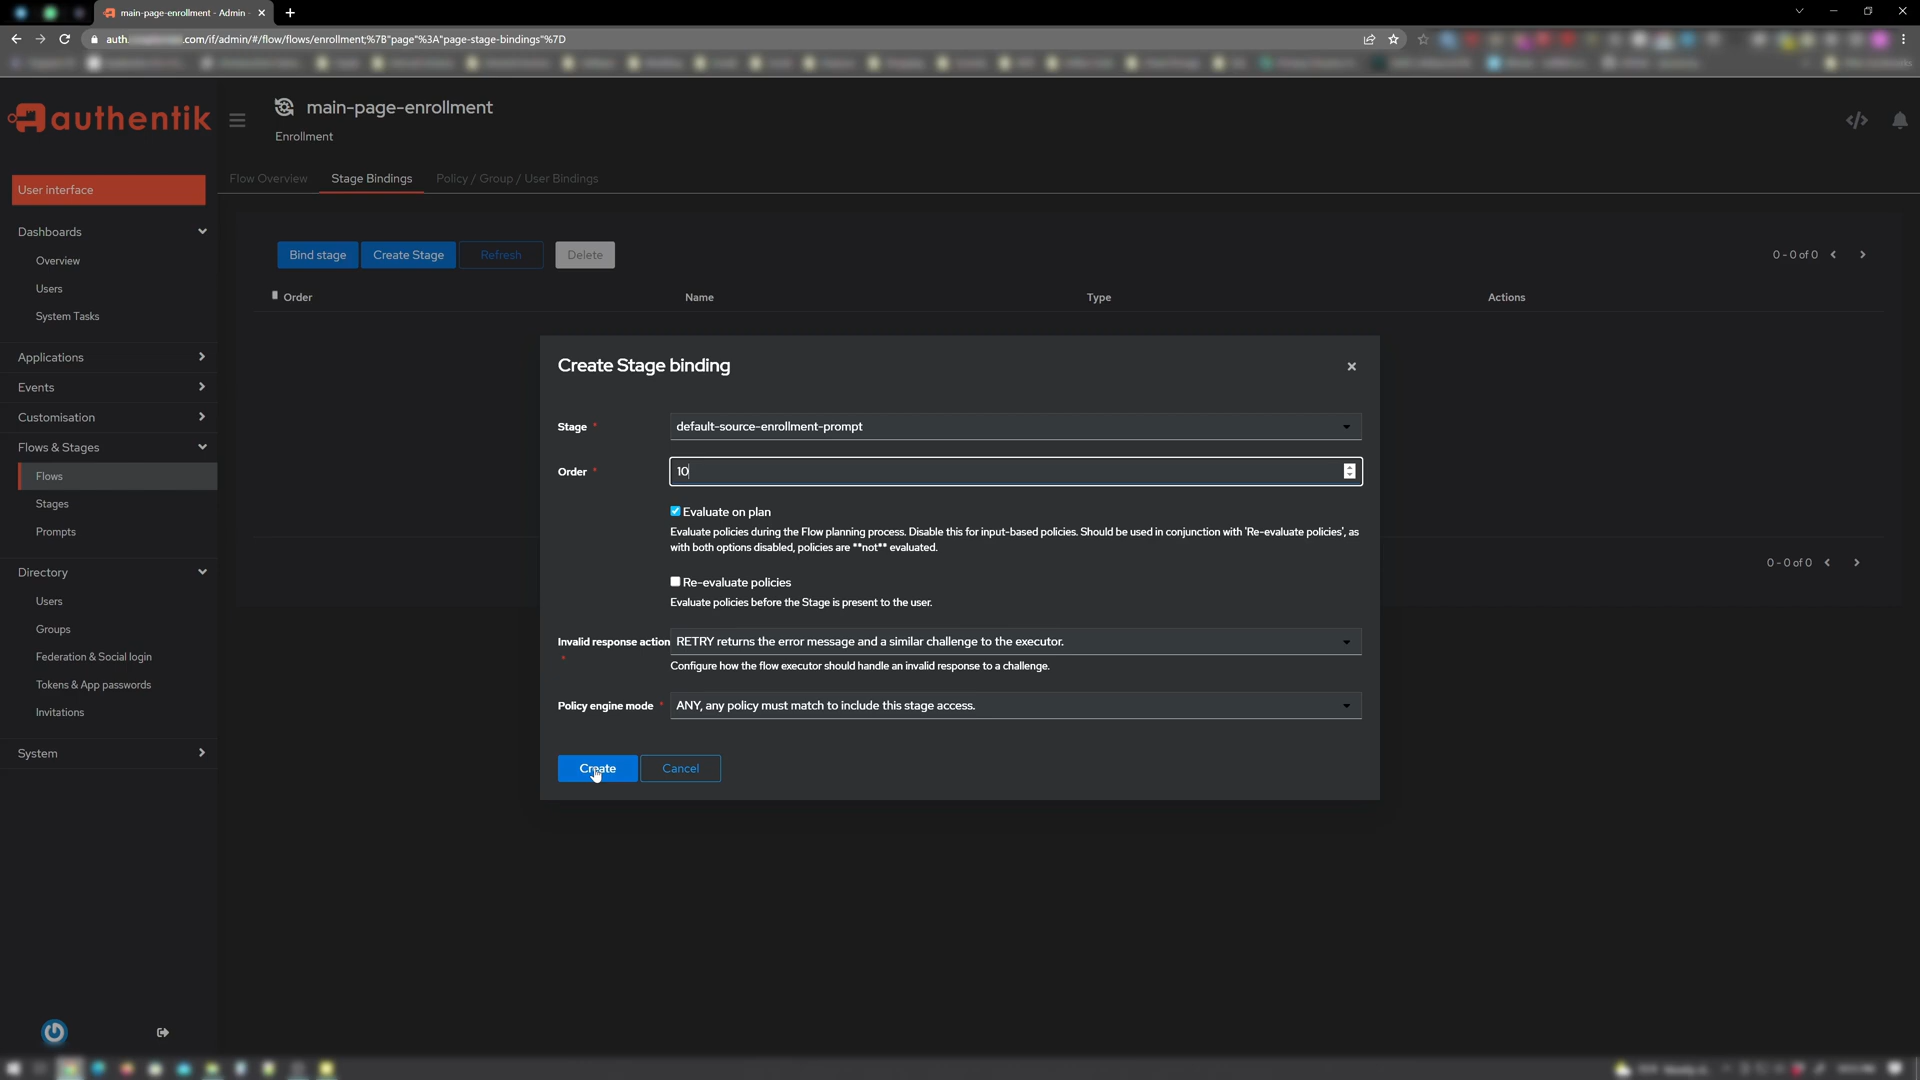 main-page-enrollment - Admin -
auth. .com/if/admin/#/flow/flows/enrollment;%7B"page"%3A"page-stage-bindings"%7D
authentik
main-page-enrollment
Enrollment
User interface
Flow Overview
Stage Bindings
Policy / Group / User Bindings
Dashboards
Overview
Users
System Tasks
Applications
Events
Customisation
Flows & Stages
Flows
Stages
Prompts
Directory
Users
Groups
Federation & Social login
Tokens & App passwords
Invitations
System
Bind stage
Create Stage
Refresh
Delete
0 - 0 of 0
Order
Name
Type
Actions
Create Stage binding
Stage *
default-source-enrollment-prompt
Order *
10
Evaluate on plan
Evaluate policies during the Flow planning process. Disable this for input-based policies. Should be used in conjunction with 'Re-evaluate policies', as
with both options disabled, policies are **not** evaluated.
Re-evaluate policies
Evaluate policies before the Stage is present to the user.
Invalid response action *
RETRY returns the error message and a similar challenge to the executor.
Configure how the flow executor should handle an invalid response to a challenge.
Policy engine mode *
ANY, any policy must match to include this stage access.
Create
Cancel
0 - 0 of 0